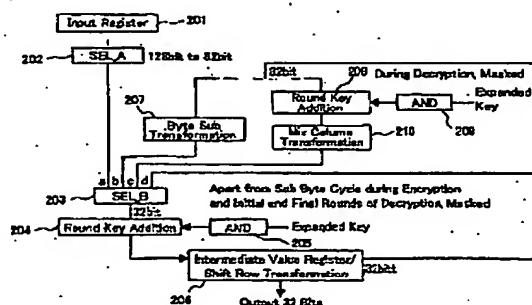 Input Register
201
202
SEL_A
128bit to 32bit
32bit
208
During Decryption, Masked
207
Round Key Addition
AND
Expanded Key
Byte Sub Transformation
Mix Column Transformation
210
209
a b c d
203
SEL_B
Apart from Sub Byte Cycle during Encryption
and Initial and Final Rounds of Decryption, Masked
32bit
204
Round Key Addition
AND
Expanded Key
205
Intermediate Value Register/
Shift Row Transformation
32bit
206
Output 32 Bits